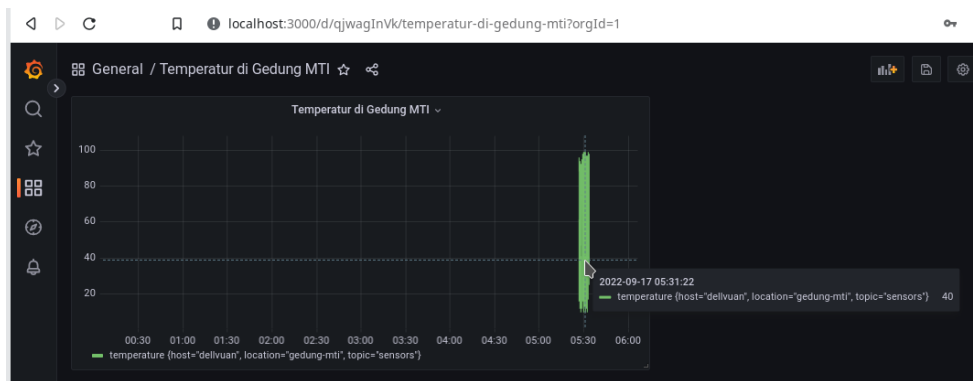 localhost:3000/d/qjwagInVk/temperatur-di-gedung-mti?orgId=1
General / Temperatur di Gedung MTI
Temperatur di Gedung MTI
100
80
60
40
20
2022-09-17 05:31:22
temperature {host="dellvuan", location="gedung-mti", topic="sensors"} 40
00:30 01:00 01:30 02:00 02:30 03:00 03:30 04:00 04:30 05:00 05:30 06:00
temperature {host="dellvuan", location="gedung-mti", topic="sensors"}